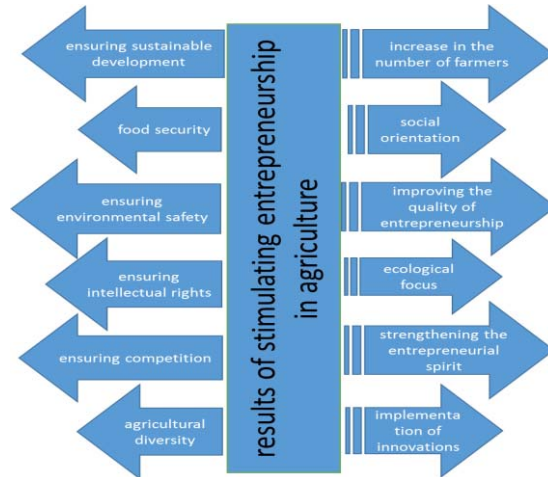 ensuring sustainable
development
food security
ensuring
environmental safety
ensuring
intellectual rights
ensuring competition
agricultural
diversity
results of stimulating entrepreneurship
in agriculture
increase in the
number of farmers
social
orientation
improving the
quality of
entrepreneurship
ecological
focus
strengthening the
entrepreneurial
spirit
implementa
tion of
innovations